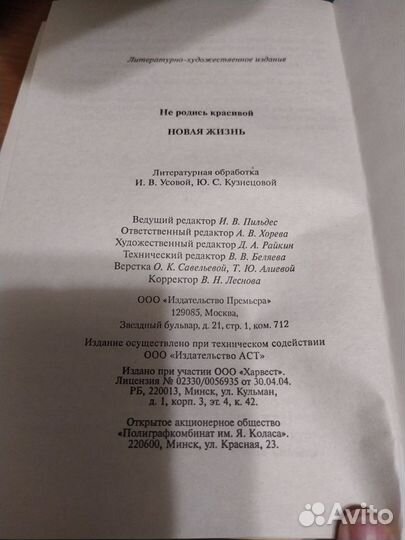 Литературно-художественное издание
Не родись красивой
НОВАЯ ЖИЗНЬ
Литературная обработка
И. В. Усовой, Ю. С. Кузнецовой
Ведущий редактор И. В. Пильдес
Ответственный редактор А. В. Хорева
Художественный редактор Д. А. Райкин
Технический редактор В. В. Беляева
Верстка О. К. Савельевой, Т. Ю. Алиевой
Корректор В. Н. Леснова
ООО «Издательство Премьера»
129085, Москва,
Звездный бульвар, д. 21, стр. 1, ком. 712
Издание осуществлено при техническом содействии
ООО «Издательство АСТ»
Издано при участии ООО «Харвест».
Лицензия № 02330/0056935 от 30.04.04.
РБ, 220013, Минск, ул. Кульман,
д. 1, корп. 3, эт. 4, к. 42.
Открытое акционерное общество
«Полиграфкомбинат им. Я. Коласа».
220600, Минск, ул. Красная, 23.
Avito